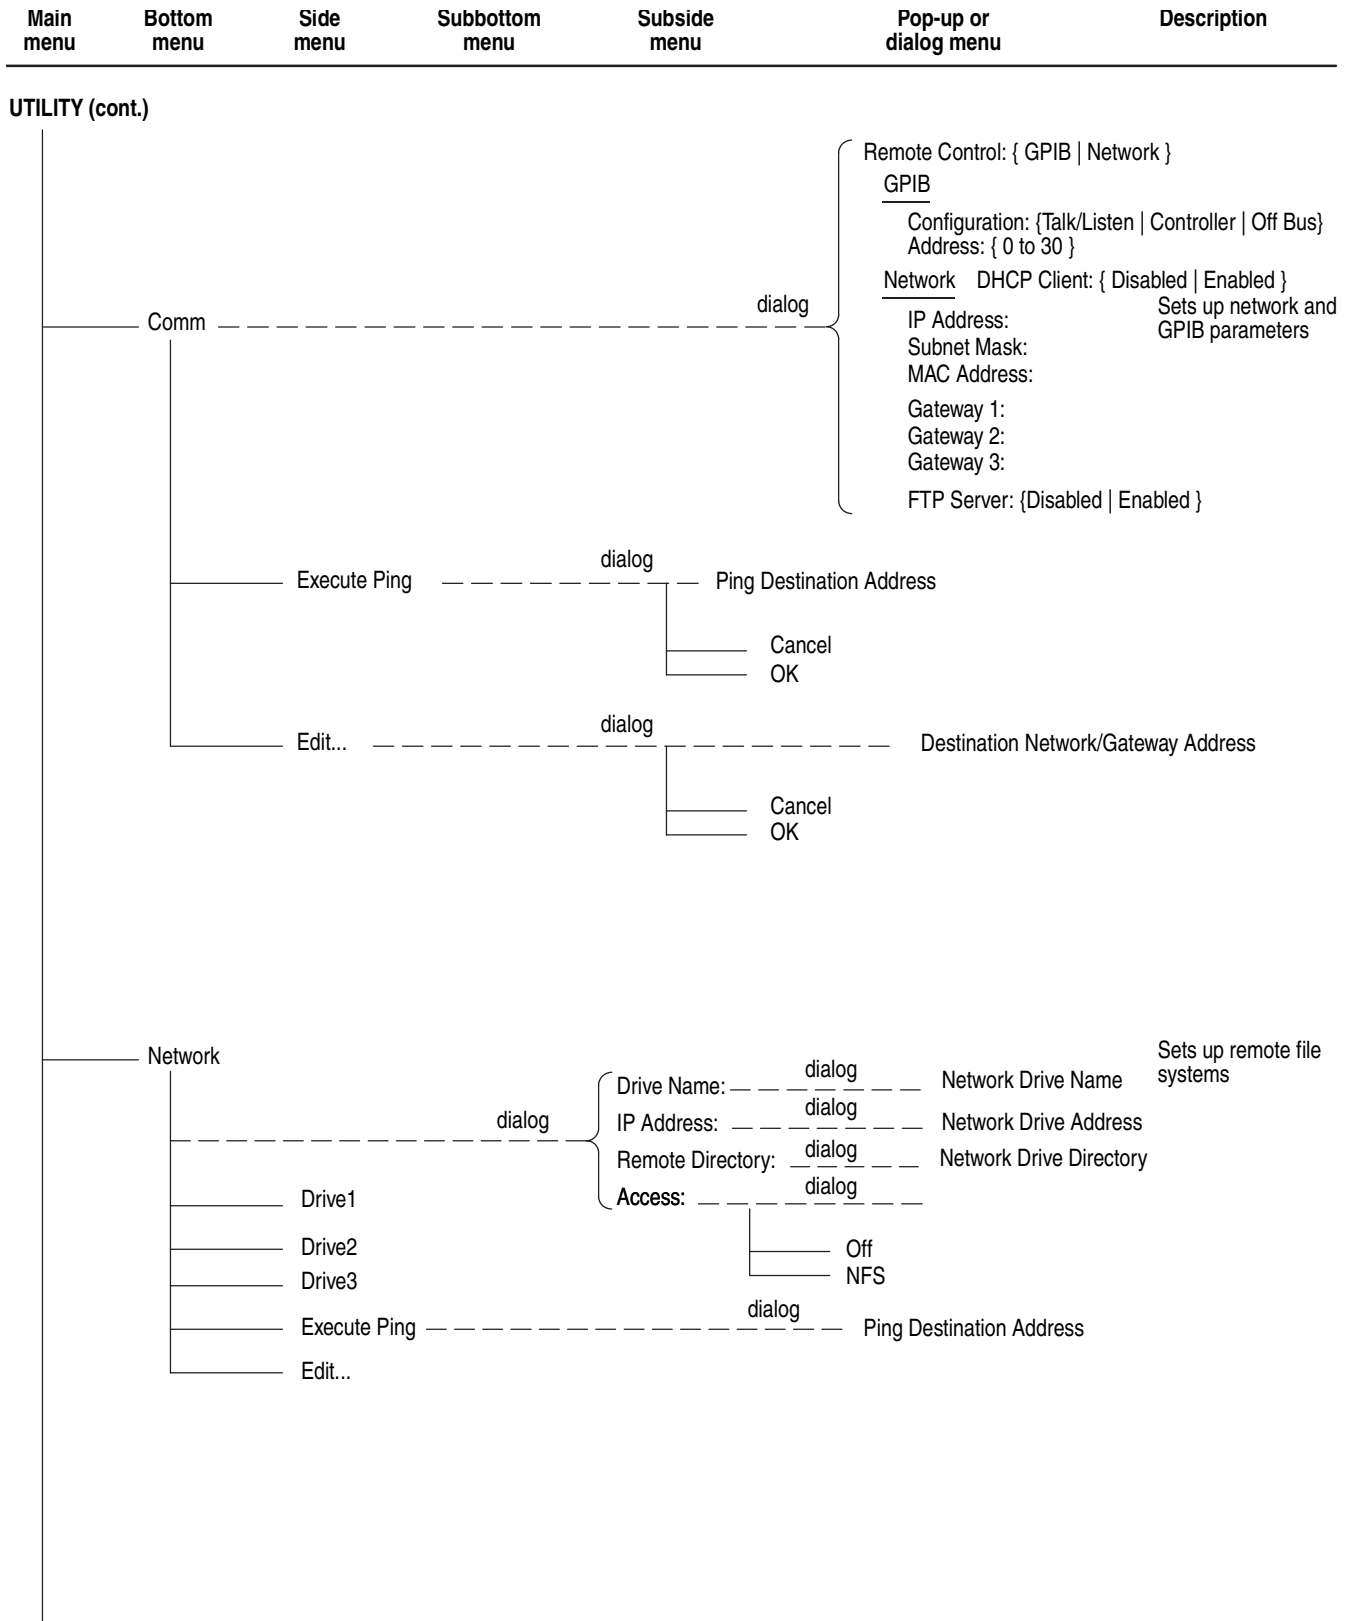 Main menu
Bottom menu
Side menu
Subbottom menu
Subside menu
Pop-up or dialog menu
Description
UTILITY (cont.)
Remote Control: { GPIB | Network }
GPIB
Configuration: {Talk/Listen | Controller | Off Bus}
Address: { 0 to 30 }
Network DHCP Client: { Disabled | Enabled }
dialog
Comm
Sets up network and
GPIB parameters
IP Address:
Subnet Mask:
MAC Address:
Gateway 1:
Gateway 2:
Gateway 3:
FTP Server: {Disabled | Enabled }
Execute Ping
dialog
Ping Destination Address
Cancel
OK
Edit...
dialog
Destination Network/Gateway Address
Cancel
OK
Network
Sets up remote file
systems
dialog
Drive Name:
dialog
Network Drive Name
IP Address:
dialog
Network Drive Address
Remote Directory:
dialog
Network Drive Directory
Access:
dialog
Off
NFS
Drive1
Drive2
Drive3
Execute Ping
dialog
Ping Destination Address
Edit...